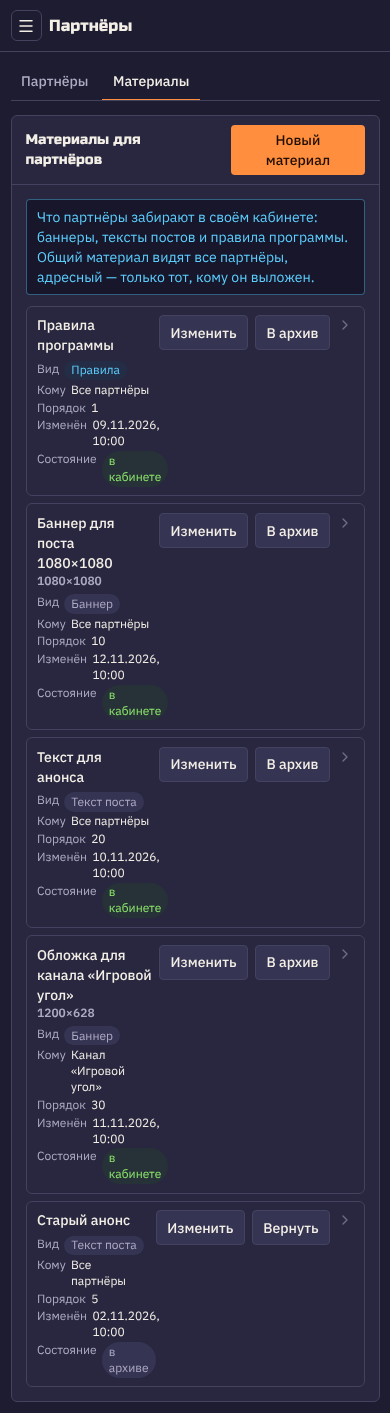 Партнёры
Партнёры
Материалы
Материалы для
партнёров
Новый
материал
Что партнёры забирают в своём кабинете:
баннеры, тексты постов и правила программы.
Общий материал видят все партнёры,
адресный — только тот, кому он выложен.
Правила
программы
Изменить
В архив
Вид Правила
Кому Все партнёры
Порядок 1
Изменён 09.11.2026,
10:00
Состояние в
кабинете
Баннер для
поста
1080×1080
1080×1080
Изменить
В архив
Вид Баннер
Кому Все партнёры
Порядок 10
Изменён 12.11.2026,
10:00
Состояние в
кабинете
Текст для
анонса
Изменить
В архив
Вид Текст поста
Кому Все партнёры
Порядок 20
Изменён 10.11.2026,
10:00
Состояние в
кабинете
Обложка для
канала «Игровой
угол»
1200×628
Изменить
В архив
Вид Баннер
Кому Канал
«Игровой
угол»
Порядок 30
Изменён 11.11.2026,
10:00
Состояние в
кабинете
Старый анонс
Изменить
Вернуть
Вид Текст поста
Кому Все
партнёры
Порядок 5
Изменён 02.11.2026,
10:00
Состояние в
архиве